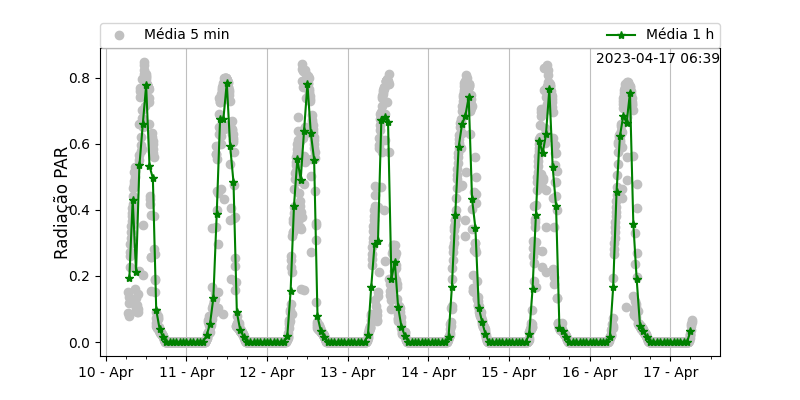 Média 5 min
Média 1 h
2023-04-17 06:39
Radiação PAR
0.8
0.6
0.4
0.2
0.0
10 - Apr
11 - Apr
12 - Apr
13 - Apr
14 - Apr
15 - Apr
16 - Apr
17 - Apr